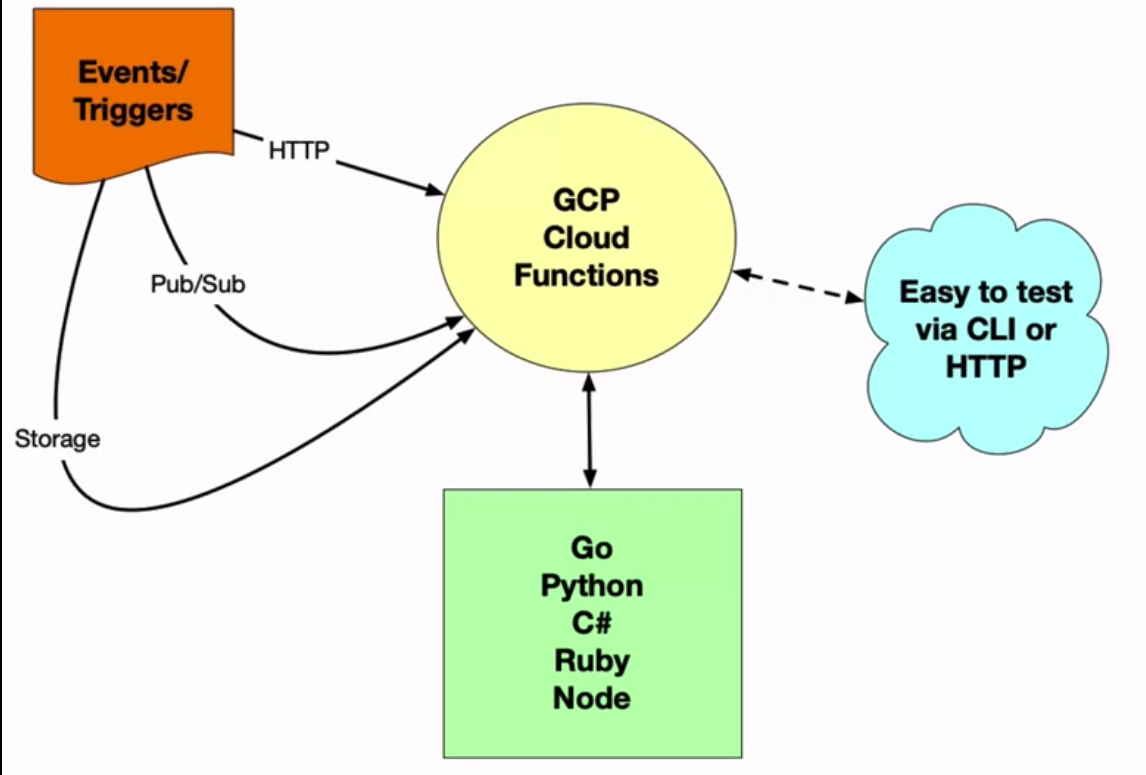 Events/
Triggers
HTTP
GCP
Cloud
Functions
Pub/Sub
Easy to test
via CLI or
HTTP
Storage
Go
Python
C#
Ruby
Node